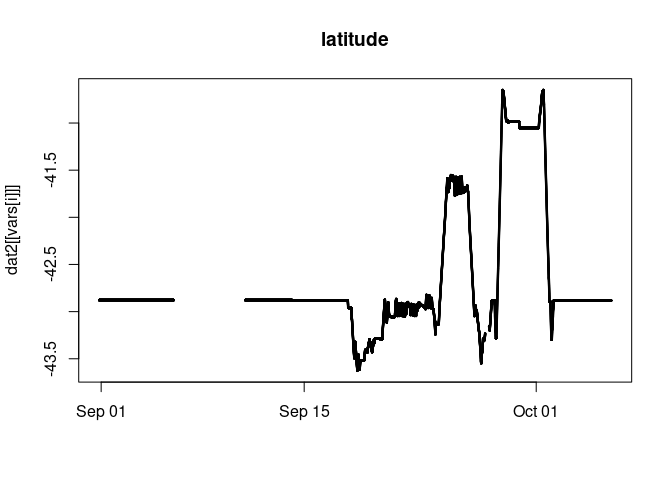 latitude
dat2[[vars[i]]]
-41.5
-42.5
-43.5
Sep 01
Sep 15
Oct 01